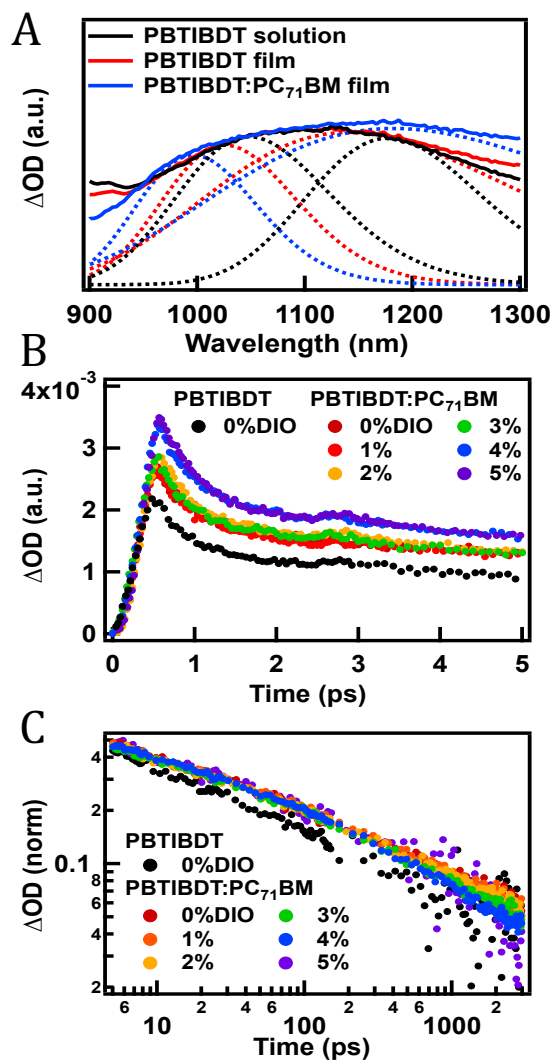 A
PBTIBDT solution
PBTIBDT film
PBTIBDT:PC71BM film
ΔOD (a.u.)
900 1000 1100 1200 1300
Wavelength (nm)
B
4x10-3
3
2
1
0
ΔOD (a.u.)
PBTIBDT PBTIBDT:PC71BM
0%DIO 0%DIO 3%
1% 4%
2% 5%
0 1 2 3 4 5
Time (ps)
C
4
2
0.1
8
6
4
2
ΔOD (norm)
PBTIBDT
0%DIO
PBTIBDT:PC71BM
0%DIO 3%
1% 4%
2% 5%
6 10 2 4 6 100 2 4 6 1000 2
Time (ps)